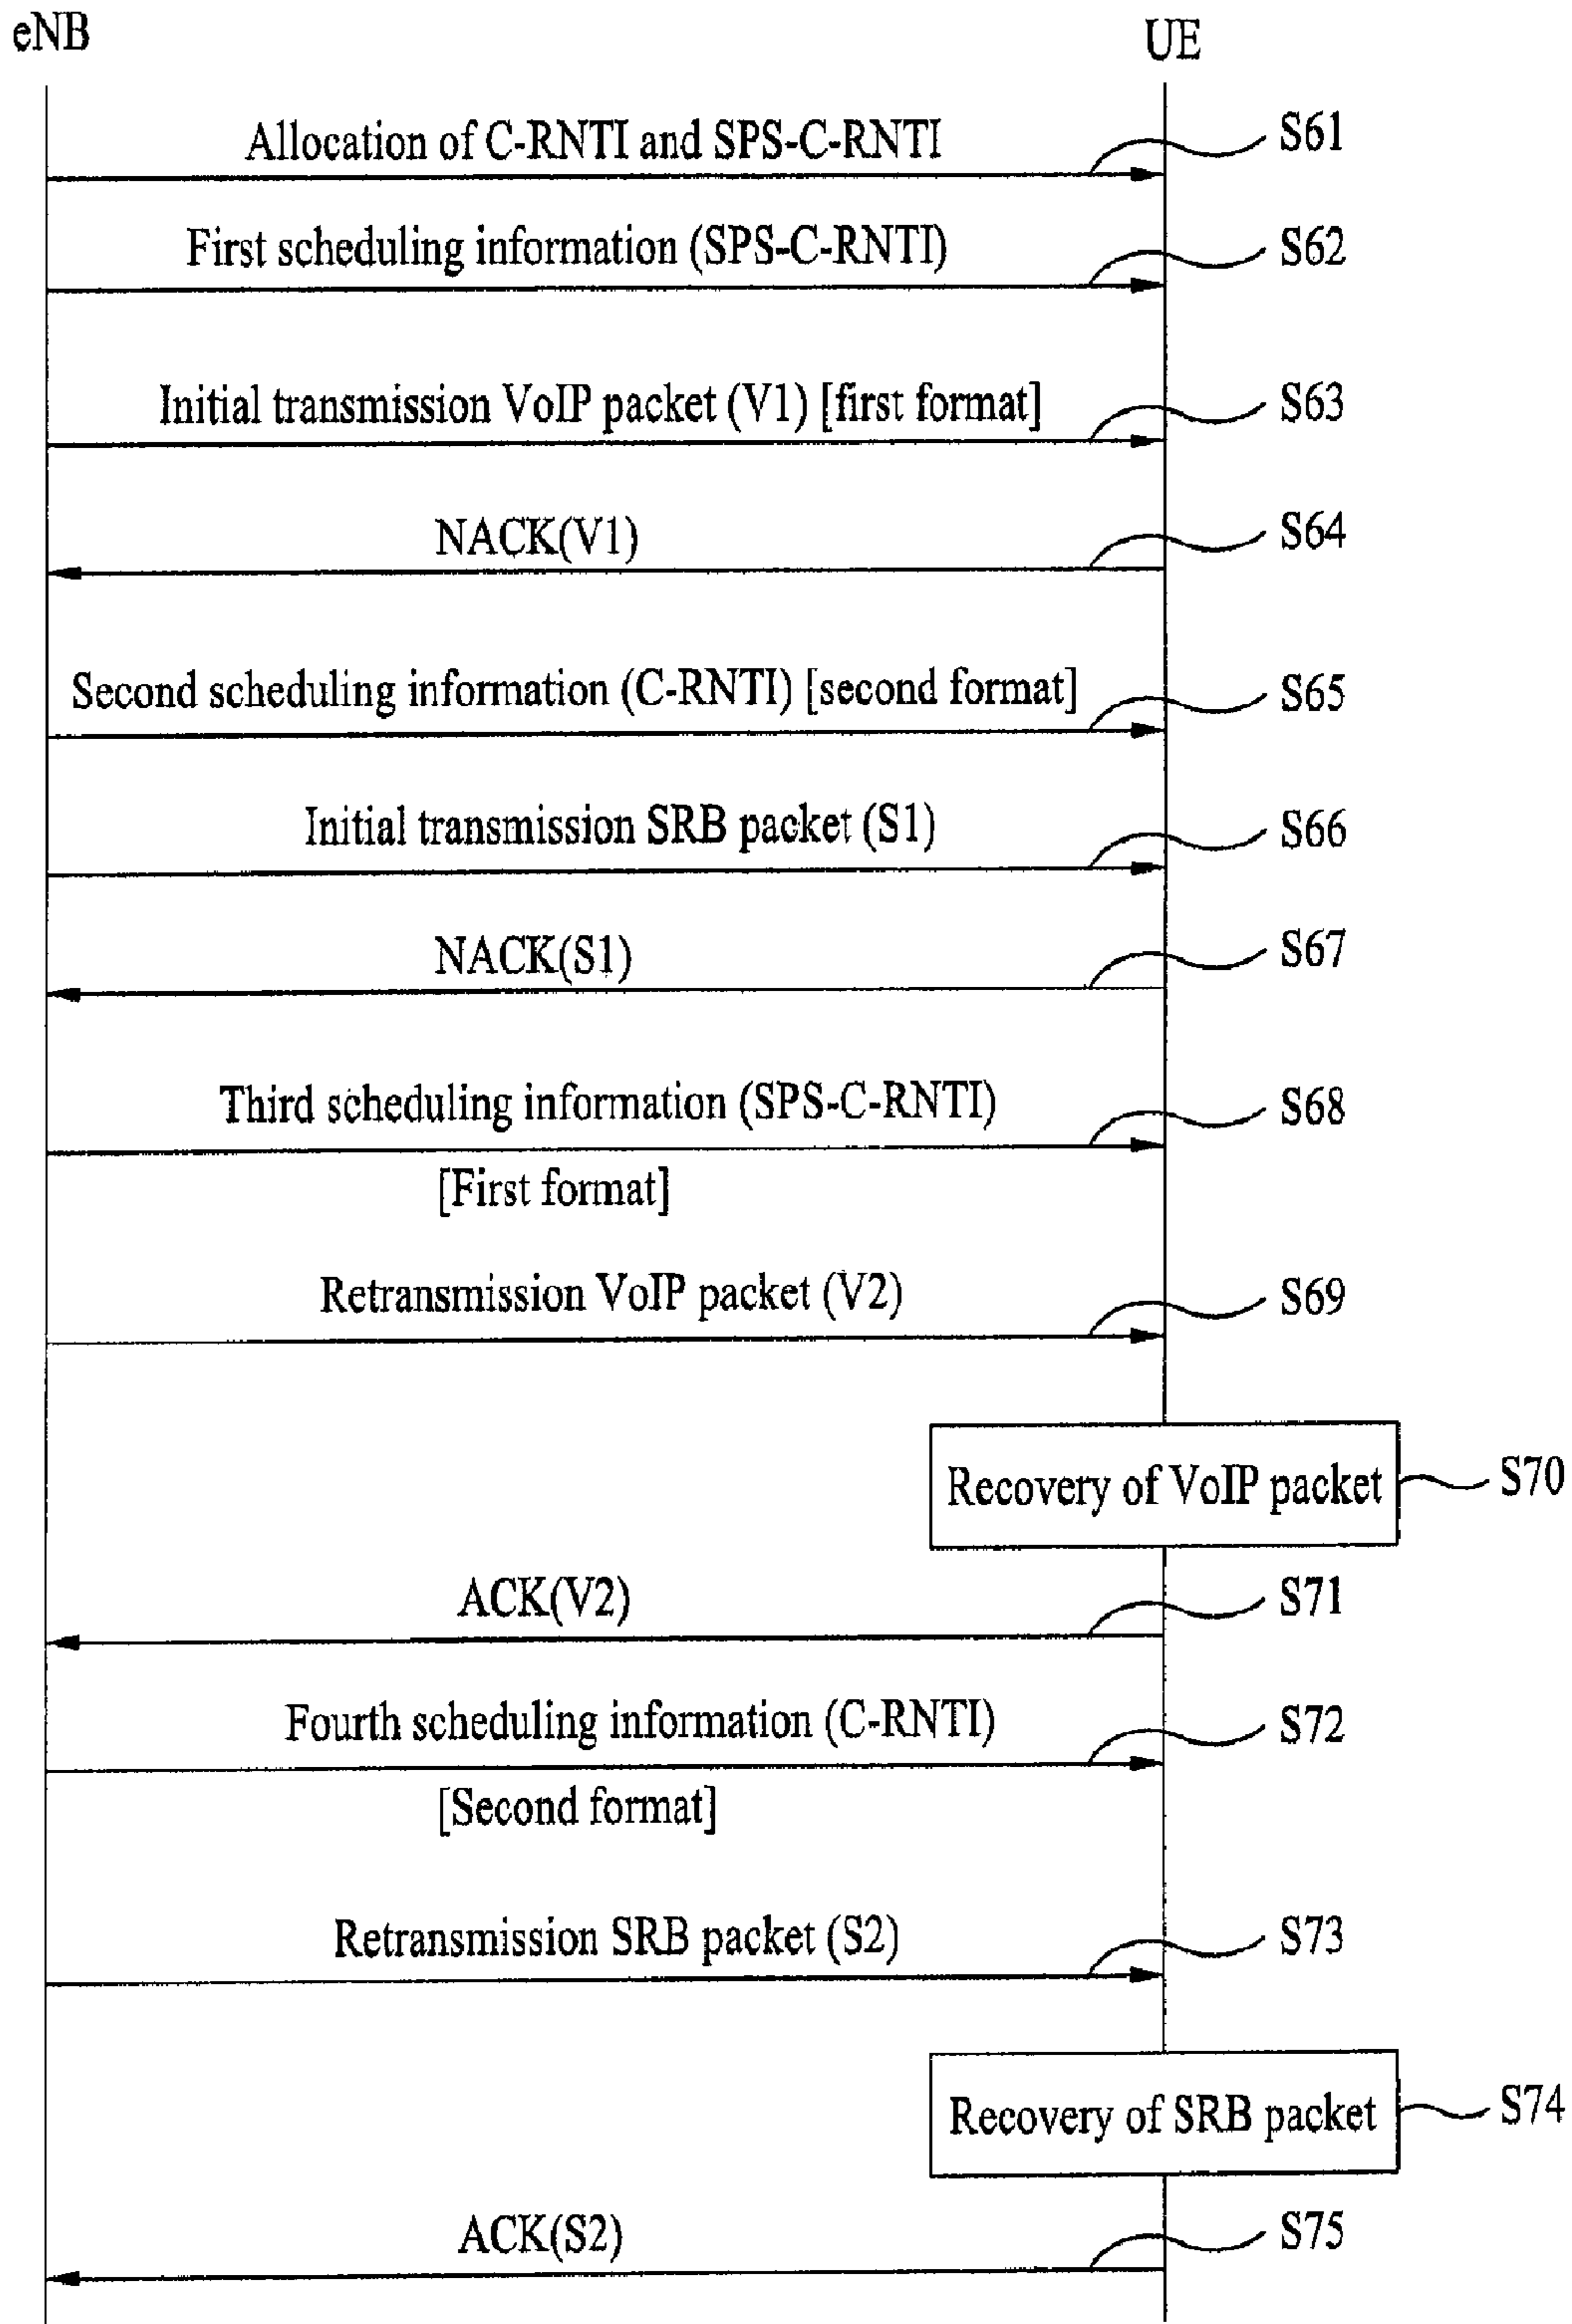 eNB
UE
Allocation of C-RNTI and SPS-C-RNTI
S61
First scheduling information (SPS-C-RNTI)
S62
Initial transmission VoIP packet (V1) [first format]
S63
NACK(V1)
S64
Second scheduling information (C-RNTI) [second format]
S65
Initial transmission SRB packet (S1)
S66
NACK(S1)
S67
Third scheduling information (SPS-C-RNTI)
S68
[First format]
Retransmission VoIP packet (V2)
S69
Recovery of VoIP packet
S70
ACK(V2)
S71
Fourth scheduling information (C-RNTI)
S72
[Second format]
Retransmission SRB packet (S2)
S73
Recovery of SRB packet
S74
ACK(S2)
S75